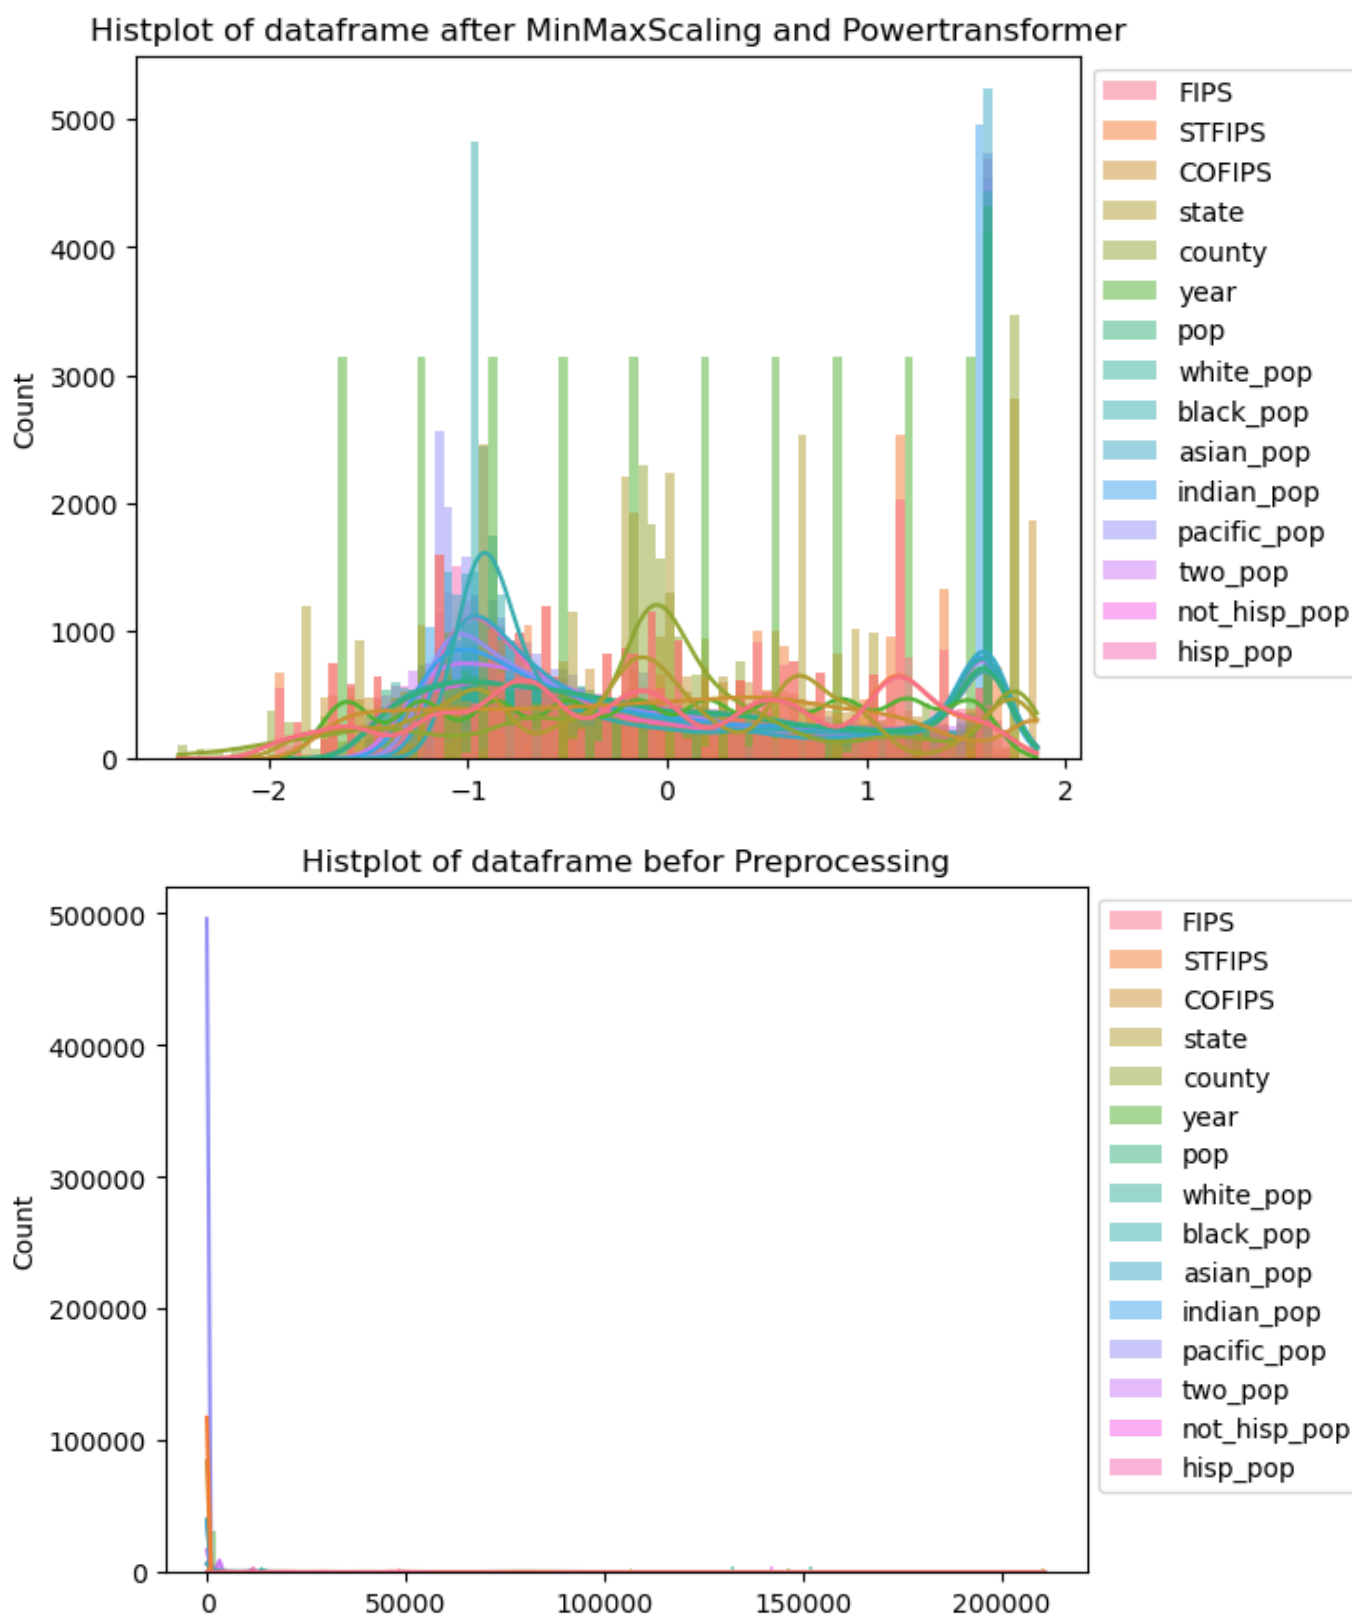 Histplot of dataframe after MinMaxScaling and Powertransformer
Count
5000
4000
3000
2000
1000
0
−2
−1
0
1
2
FIPS
STFIPS
COFIPS
state
county
year
pop
white_pop
black_pop
asian_pop
indian_pop
pacific_pop
two_pop
not_hisp_pop
hisp_pop
Histplot of dataframe befor Preprocessing
Count
500000
400000
300000
200000
100000
0
0
50000
100000
150000
200000
FIPS
STFIPS
COFIPS
state
county
year
pop
white_pop
black_pop
asian_pop
indian_pop
pacific_pop
two_pop
not_hisp_pop
hisp_pop